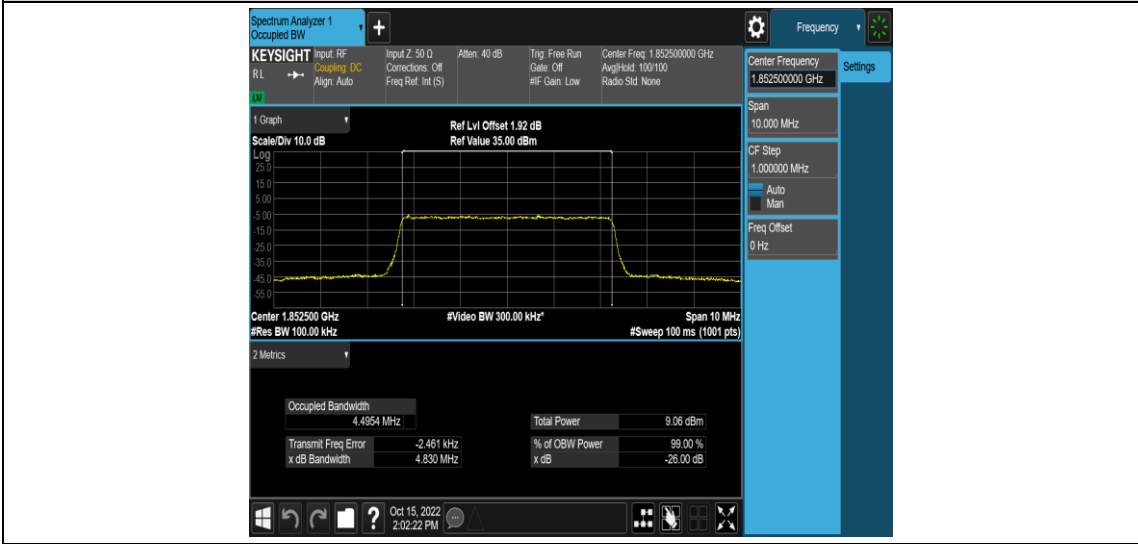 Spectrum Analyzer 1
Occupied BW
+
Frequency
KEYSIGHT
Input: RF
Coupling: DC
Align: Auto
Input Z: 50 Ω
Corrections: Off
Freq Ref: Int (S)
Atten: 40 dB
Trig: Free Run
Gate: Off
#IF Gain: Low
Center Freq: 1.852500000 GHz
Avg|Hold: 100/100
Radio Std: None
R L
Center Frequency
1.852500000 GHz
Settings
Span
10.000 MHz
CF Step
1.000000 MHz
Auto
Man
Freq Offset
0 Hz
1 Graph
Ref Lvl Offset 1.92 dB
Scale/Div 10.0 dB
Ref Value 35.00 dBm
Log
25.0
15.0
5.00
-5.00
-15.0
-25.0
-35.0
-45.0
-55.0
Center 1.852500 GHz
#Video BW 300.00 kHz*
Span 10 MHz
#Res BW 100.00 kHz
#Sweep 100 ms (1001 pts)
2 Metrics
Occupied Bandwidth
4.4954 MHz
Total Power 9.06 dBm
Transmit Freq Error -2.461 kHz
% of OBW Power 99.00 %
x dB Bandwidth 4.830 MHz
x dB -26.00 dB
?
Oct 15, 2022
2:02:22 PM